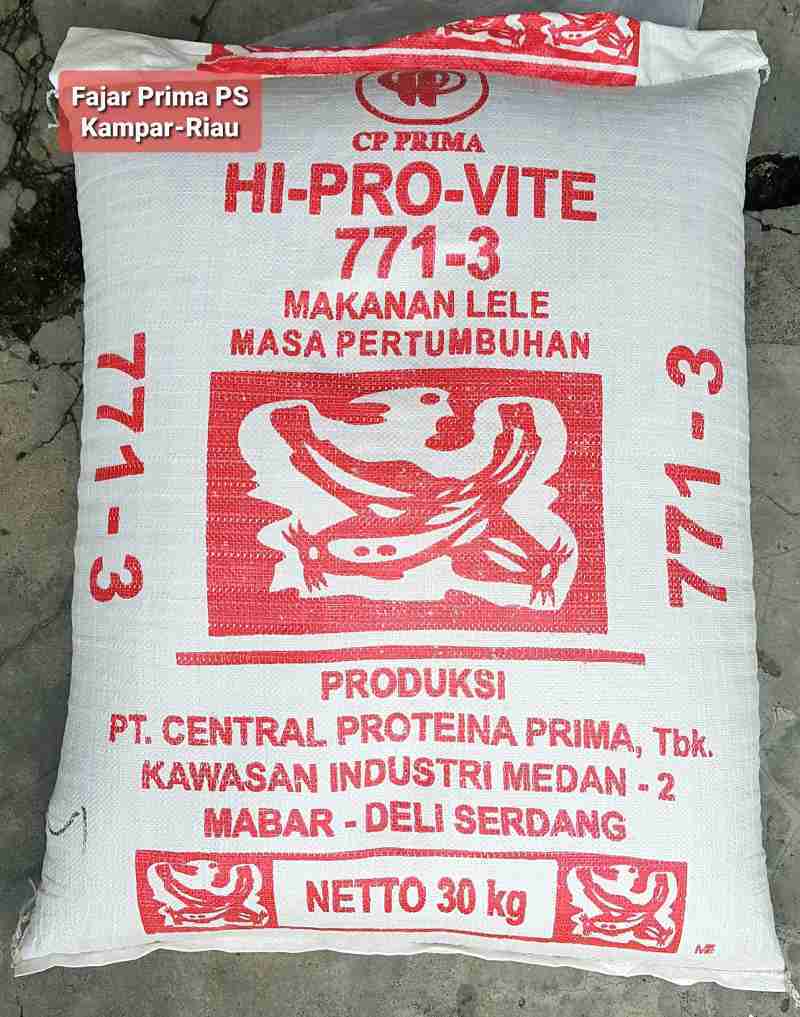 Fajar Prima PS
Kampar-Riau
CP PRIMA
HI-PRO-VITE
771-3
MAKANAN LELE
MASA PERTUMBUHAN
771-3
771-3
PRODUKSI
PT. CENTRAL PROTEINA PRIMA, Tbk.
KAWASAN INDUSTRI MEDAN - 2
MABAR - DELI SERDANG
NETTO 30 kg